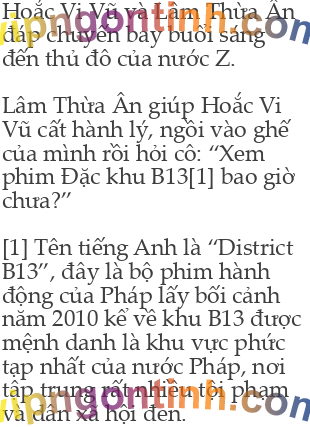 Hoắc Vi Vũ và Lâm Thừa Ân
đáp chuyến bay buổi sáng
đến thủ đô của nước Z.
Lâm Thừa Ân giúp Hoắc Vi
Vũ cất hành lý, ngồi vào ghế
của mình rồi hỏi cô: “Xem
phim Đặc khu B13[1] bao giờ
chưa?”
[1] Tên tiếng Anh là “District
B13”, đây là bộ phim hành
động của Pháp lấy bối cảnh
năm 2010 kể về khu B13 được
mệnh danh là khu vực phức
tạp nhất của nước Pháp, nơi
tập trung rất nhiều tội phạm
và dân xã hội đen.
vipngontinh.com
vipngontinh.com